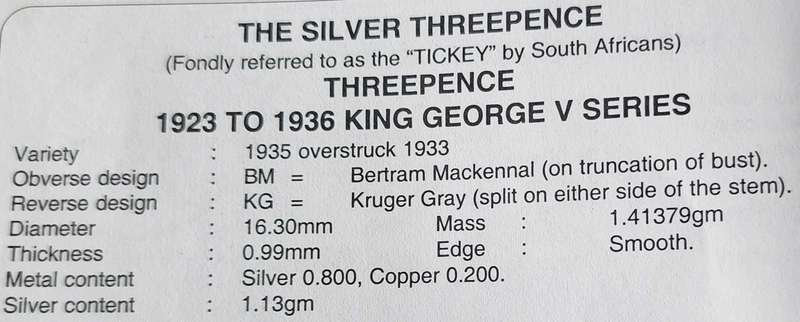 THE SILVER THREEPENCE
(Fondly referred to as the "TICKEY" by South Africans)
THREEPENCE
1923 TO 1936 KING GEORGE V SERIES
Variety : 1935 overstruck 1933
Obverse design : BM = Bertram Mackennal (on truncation of bust).
Reverse design : KG = Kruger Gray (split on either side of the stem).
Diameter : 16.30mm Mass : 1.41379gm
Thickness : 0.99mm Edge : Smooth.
Metal content : Silver 0.800, Copper 0.200.
Silver content : 1.13gm